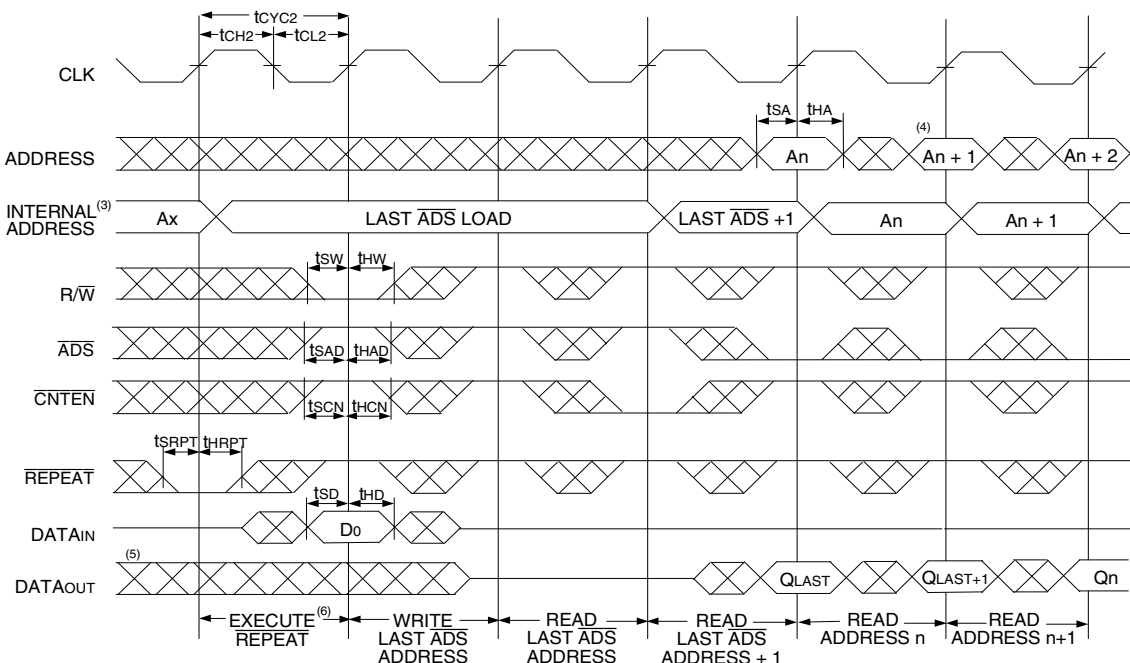 tCYC2
tCH2 tCL2
CLK
tSA tHA
ADDRESS
An
(4)
An + 1
An + 2
INTERNAL (3)
ADDRESS
Ax
LAST ADS LOAD
LAST ADS +1
An
An + 1
tSW tHW
R/W
ADS
tSAD tHAD
CNTEN
tSCN tHCN
tSRPT tHRPT
REPEAT
tSD tHD
DATAIN
D0
(5)
DATAOUT
QLAST
QLAST+1
Qn
EXECUTE (6)
REPEAT
WRITE
LAST ADS
ADDRESS
READ
LAST ADS
ADDRESS
READ
LAST ADS
ADDRESS + 1
READ
ADDRESS n
READ
ADDRESS n+1